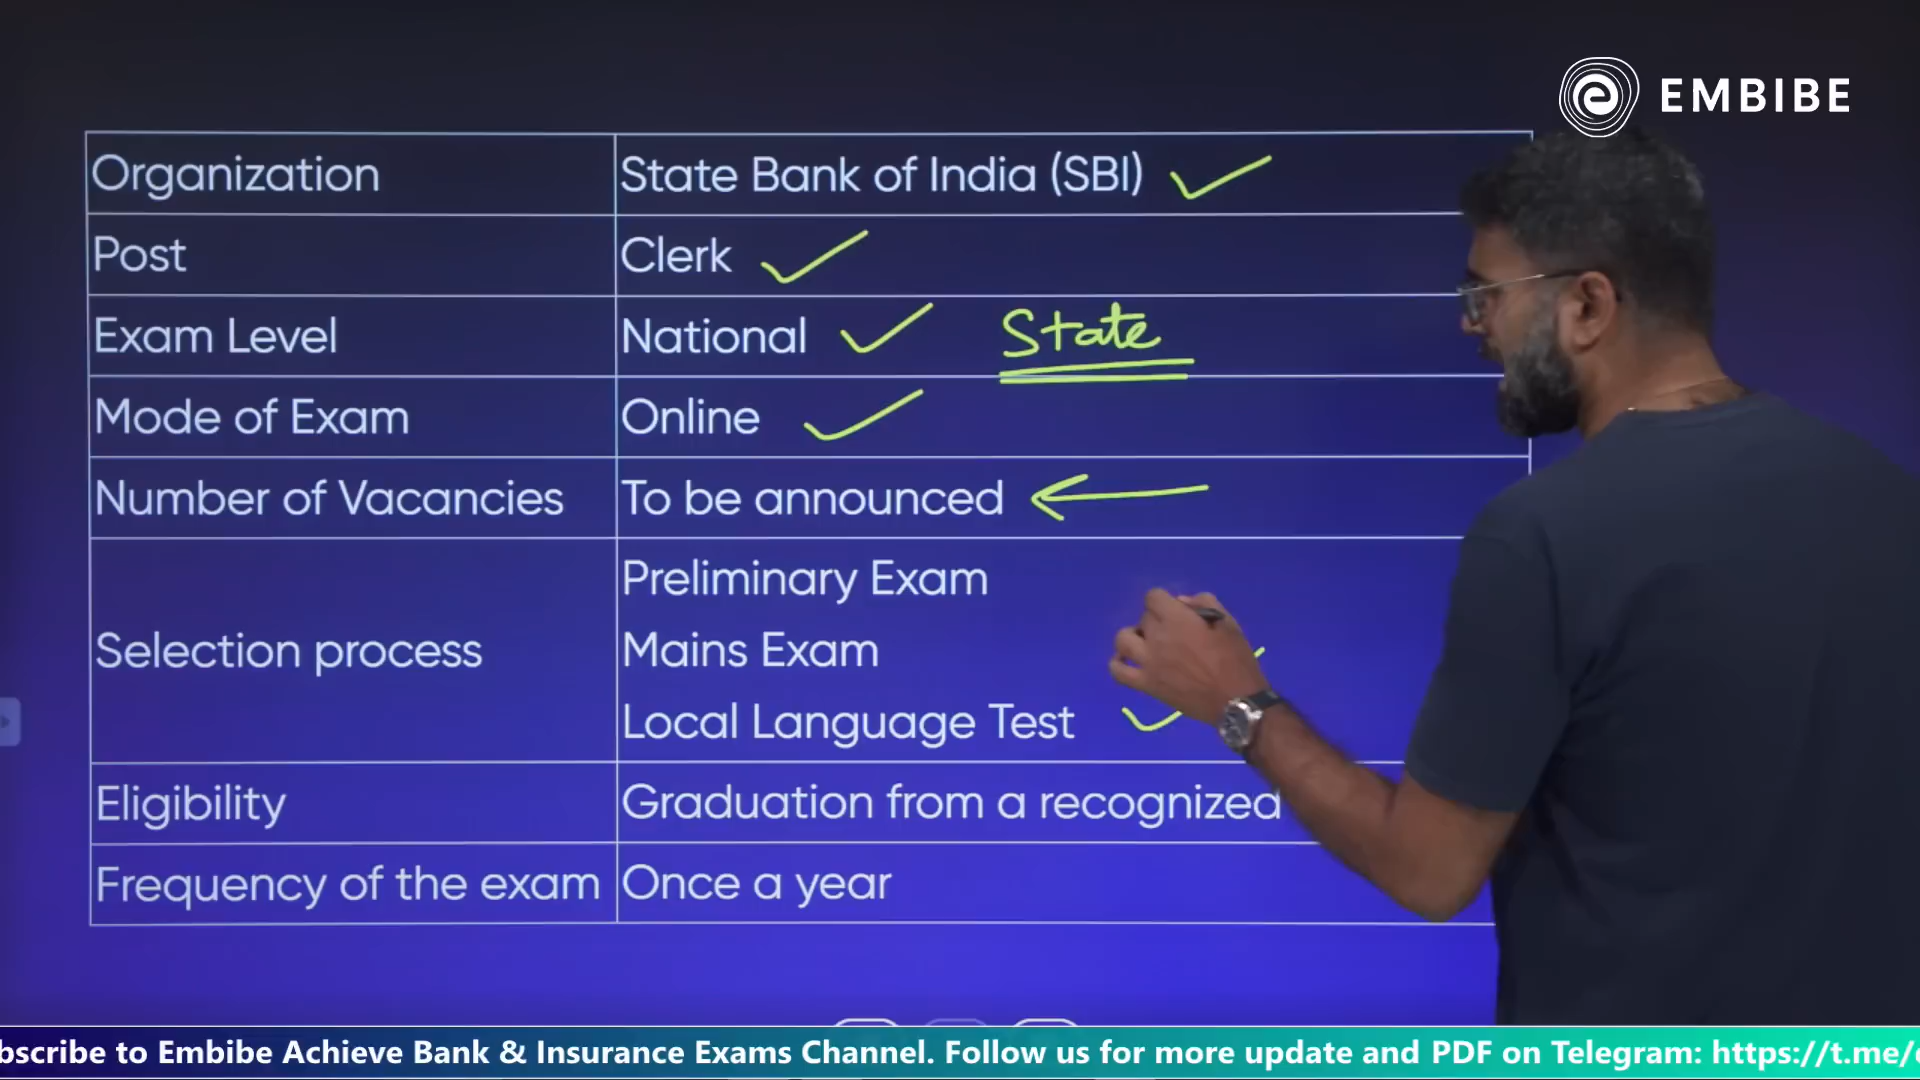 EMBIBE
Organization State Bank of India (SBI)
Post Clerk
Exam Level National State
Mode of Exam Online
Number of Vacancies To be announced
Selection process
Preliminary Exam
Mains Exam
Local Language Test
Eligibility Graduation from a recognized
Frequency of the exam Once a year
bscribe to Embibe Achieve Bank & Insurance Exams Channel. Follow us for more update and PDF on Telegram: https://t.me/